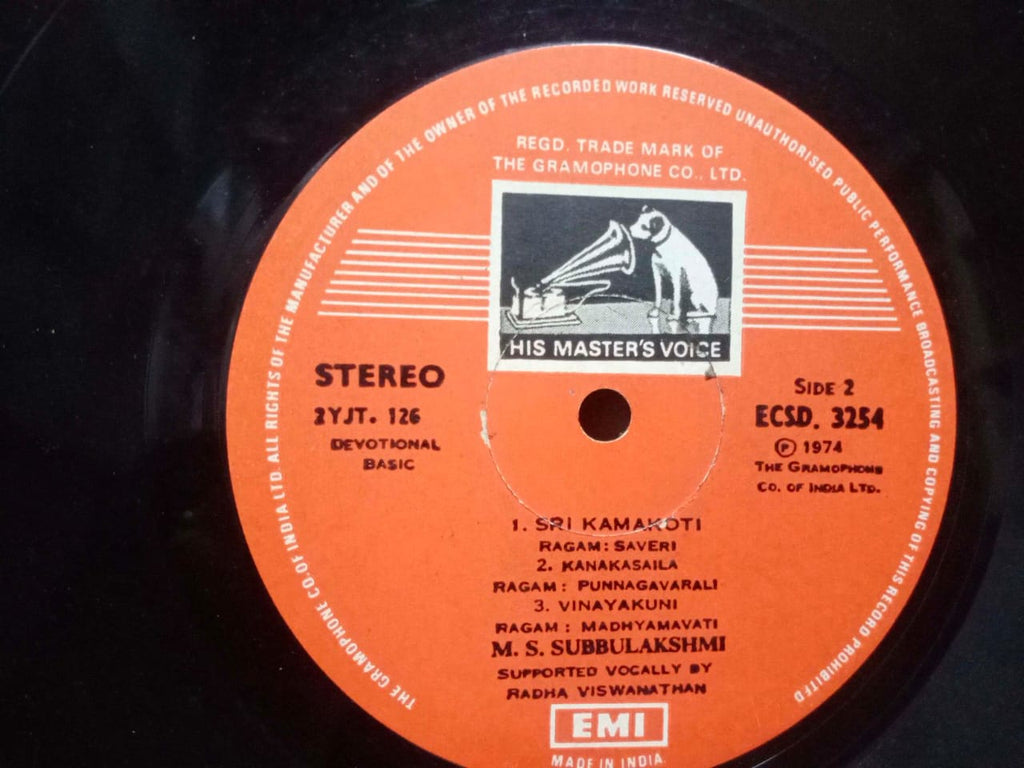 THE GRAMOPHONE CO. OF INDIA LTD. ALL RIGHTS OF THE MANUFACTURER AND OF THE OWNER OF THE RECORDED WORK RESERVED UNAUTHORISED PUBLIC PERFORMANCE BROADCASTING AND COPYING OF THIS RECORD PROHIBITED
REGD. TRADE MARK OF
THE GRAMOPHONE CO., LTD.
HIS MASTER'S VOICE
STEREO
2YJT. 126
DEVOTIONAL
BASIC
SIDE 2
ECSD. 3254
Ⓟ 1974
THE GRAMOPHONE
CO. OF INDIA LTD.
1. SRI KAMAKOTI
RAGAM: SAVERI
2. KANAKASAILA
RAGAM: PUNNAGAVARALI
3. VINAYAKUNI
RAGAM: MADHYAMAVATI
M. S. SUBBULAKSHMI
SUPPORTED VOCALLY BY
RADHA VISWANATHAN
EMI
MADE IN INDIA